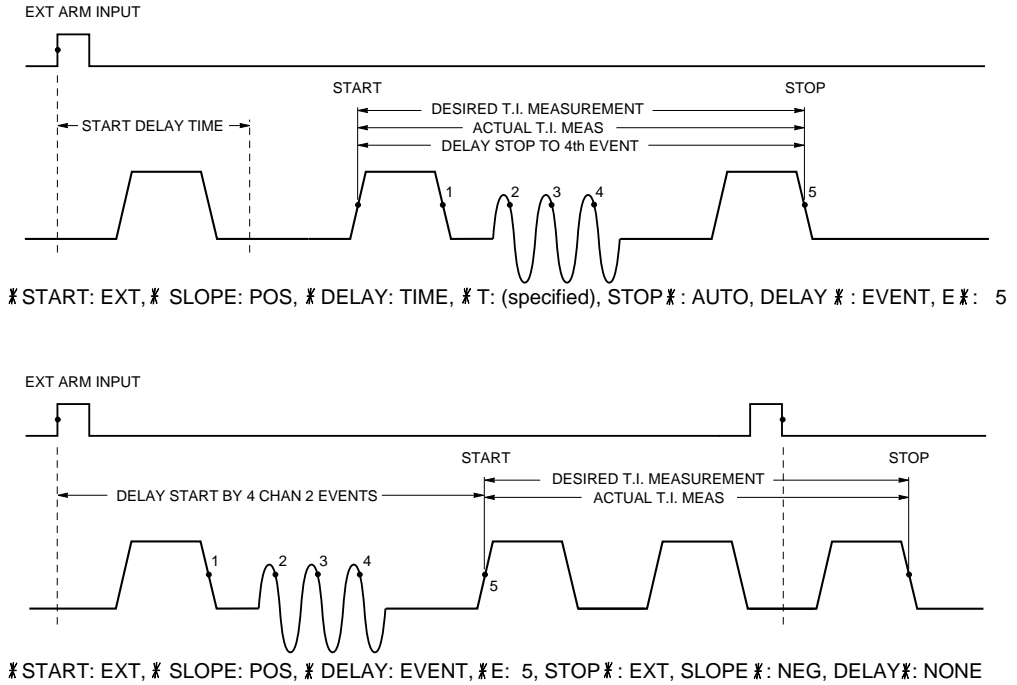 EXT ARM INPUT
START
STOP
DESIRED T.I. MEASUREMENT
START DELAY TIME
ACTUAL T.I. MEAS
DELAY STOP TO 4th EVENT
1
2
3
4
5
⁎START: EXT, ⁎ SLOPE: POS, ⁎ DELAY: TIME, ⁎ T: (specified), STOP⁎: AUTO, DELAY ⁎ : EVENT, E⁎: 5
EXT ARM INPUT
START
STOP
DESIRED T.I. MEASUREMENT
DELAY START BY 4 CHAN 2 EVENTS
ACTUAL T.I. MEAS
1
2
3
4
5
⁎START: EXT, ⁎ SLOPE: POS, ⁎ DELAY: EVENT, ⁎E: 5, STOP⁎: EXT, SLOPE ⁎: NEG, DELAY⁎: NONE